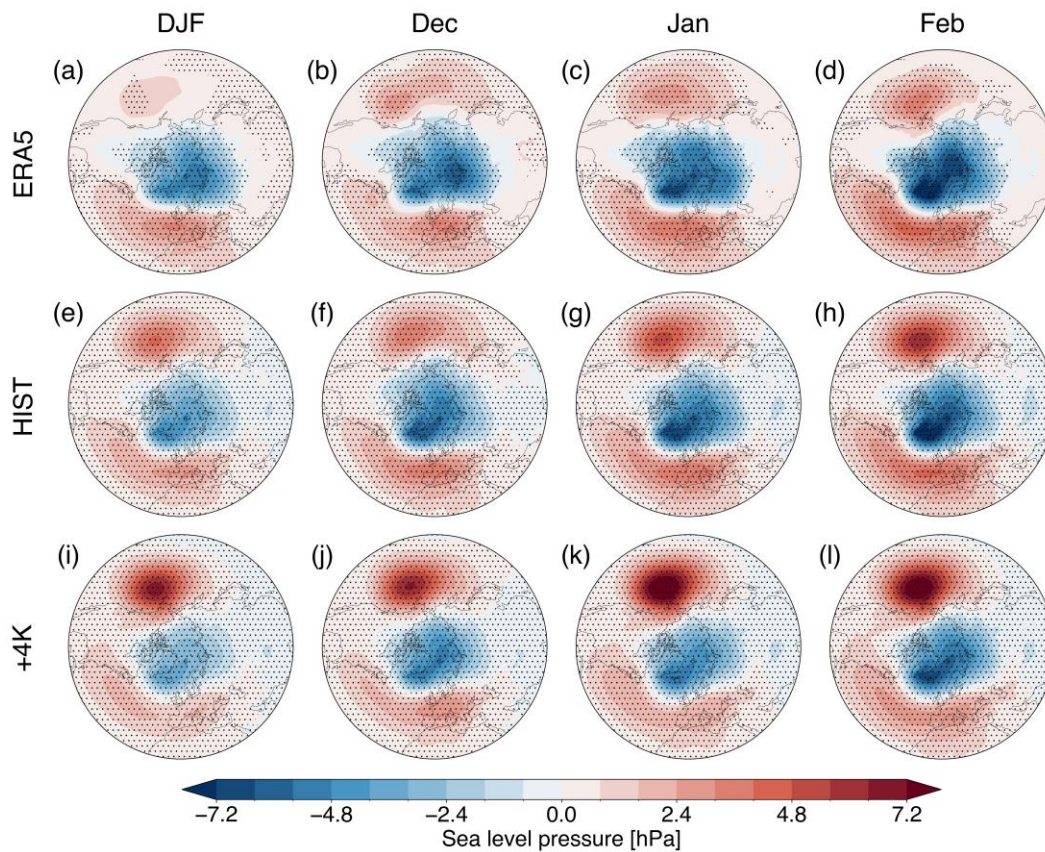 DJF Dec Jan Feb
(a) (b) (c) (d)
ERA5
(e) (f) (g) (h)
HIST
(i) (j) (k) (l)
+4K
−7.2 −4.8 −2.4 0.0 2.4 4.8 7.2
Sea level pressure [hPa]